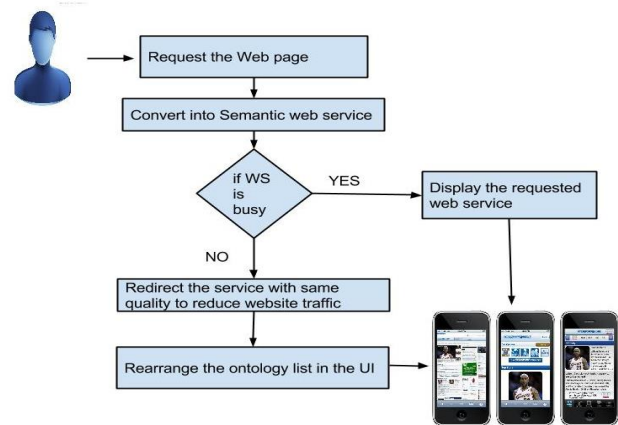 Request the Web page
Convert into Semantic web service
if WS
is
busy
YES
Display the requested
web service
NO
Redirect the service with same
quality to reduce website traffic
Rearrange the ontology list in the UI